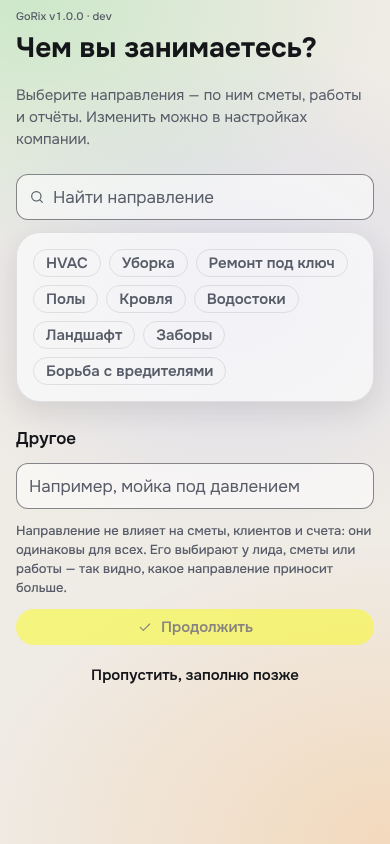 GoRix v1.0.0 · dev
Чем вы занимаетесь?
Выберите направления — по ним сметы, работы
и отчёты. Изменить можно в настройках
компании.
Найти направление
HVAC Уборка Ремонт под ключ
Полы Кровля Водостоки
Ландшафт Заборы
Борьба с вредителями
Другое
Например, мойка под давлением
Направление не влияет на сметы, клиентов и счета: они
одинаковы для всех. Его выбирают у лида, сметы или
работы — так видно, какое направление приносит
больше.
Продолжить
Пропустить, заполню позже